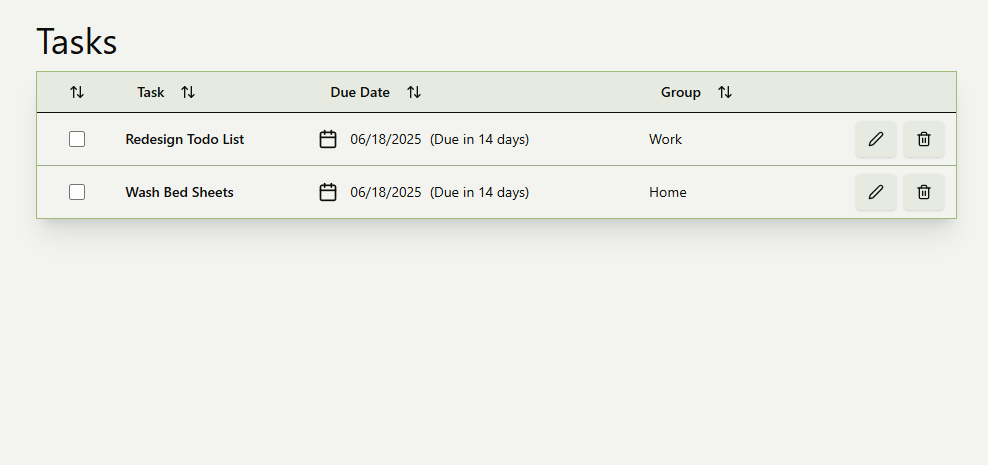 Tasks
Task Due Date Group
Redesign Todo List 06/18/2025 (Due in 14 days) Work
Wash Bed Sheets 06/18/2025 (Due in 14 days) Home